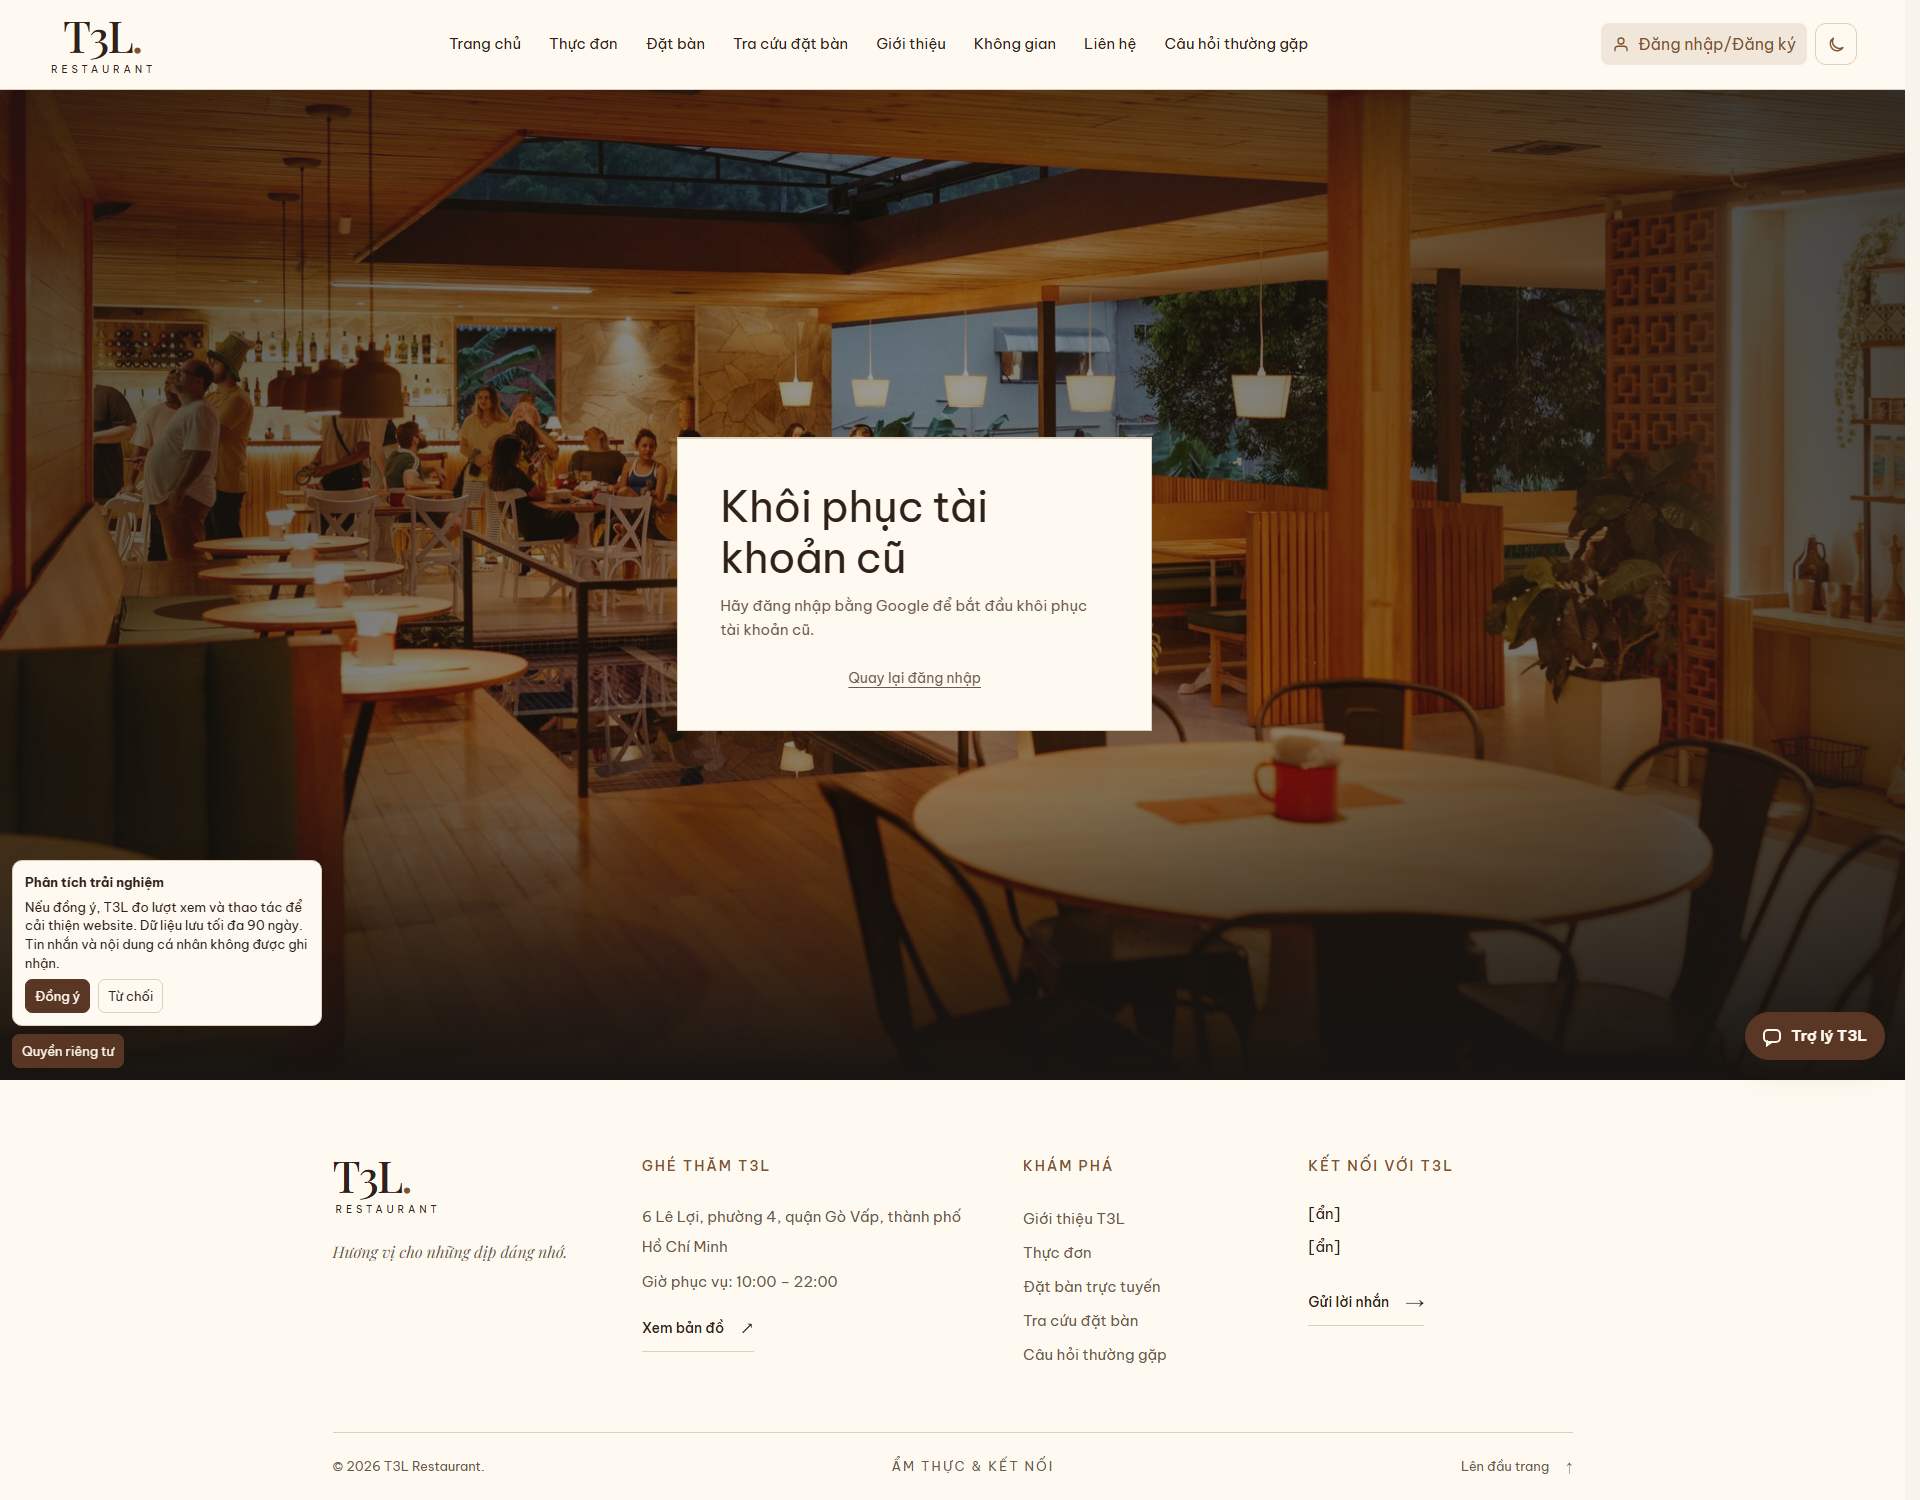 T3L.
RESTAURANT
Trang chủ
Thực đơn
Đặt bàn
Tra cứu đặt bàn
Giới thiệu
Không gian
Liên hệ
Câu hỏi thường gặp
Đăng nhập/Đăng ký
Khôi phục tài
khoản cũ
Hãy đăng nhập bằng Google để bắt đầu khôi phục
tài khoản cũ.
Quay lại đăng nhập
Phân tích trải nghiệm
Nếu đồng ý, T3L đo lượt xem và thao tác để
cải thiện website. Dữ liệu lưu tối đa 90 ngày.
Tin nhắn và nội dung cá nhân không được ghi
nhận.
Đồng ý
Từ chối
Quyền riêng tư
Trợ lý T3L
T3L.
RESTAURANT
Hương vị cho những dịp đáng nhớ.
GHÉ THĂM T3L
6 Lê Lợi, phường 4, quận Gò Vấp, thành phố
Hồ Chí Minh
Giờ phục vụ: 10:00 – 22:00
Xem bản đồ ↗
KHÁM PHÁ
Giới thiệu T3L
Thực đơn
Đặt bàn trực tuyến
Tra cứu đặt bàn
Câu hỏi thường gặp
KẾT NỐI VỚI T3L
[ẩn]
[ẩn]
Gửi lời nhắn →
© 2026 T3L Restaurant.
ẨM THỰC & KẾT NỐI
Lên đầu trang ↑